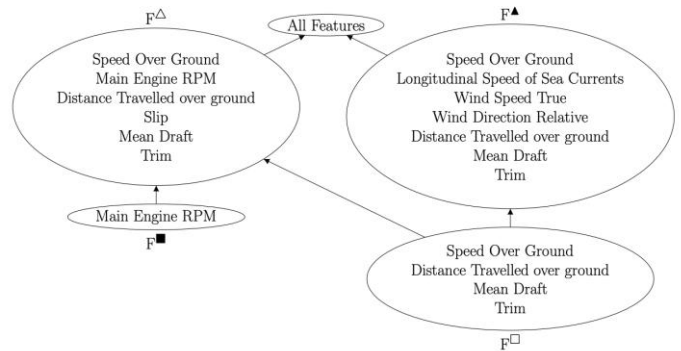 F△
All Features
F▲
Speed Over Ground
Main Engine RPM
Distance Travelled over ground
Slip
Mean Draft
Trim
Speed Over Ground
Longitudinal Speed of Sea Currents
Wind Speed True
Wind Direction Relative
Distance Travelled over ground
Mean Draft
Trim
Main Engine RPM
F■
Speed Over Ground
Distance Travelled over ground
Mean Draft
Trim
F□